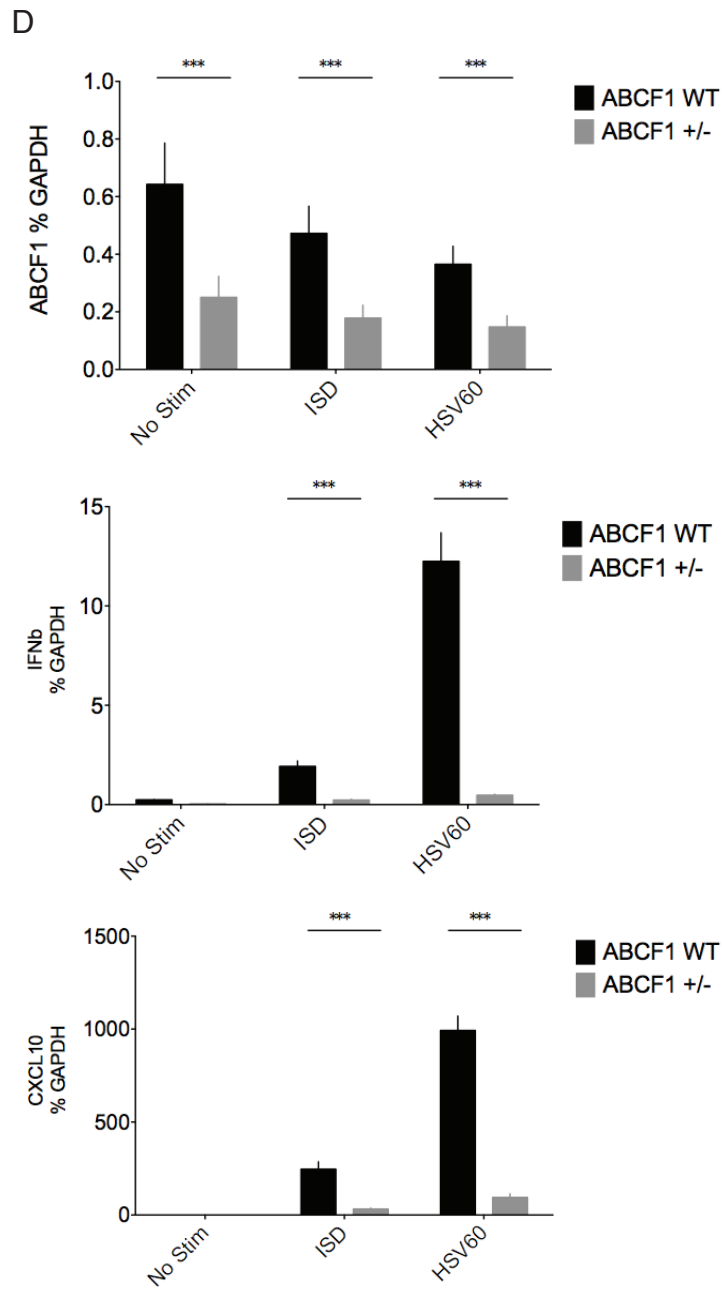 D
*** *** ***
1.0
0.8
0.6
0.4
0.2
0.0
ABCF1 % GAPDH
No Stim
ISD
HSV60
ABCF1 WT
ABCF1 +/-
*** ***
15
10
5
0
IFNb
% GAPDH
No Stim
ISD
HSV60
ABCF1 WT
ABCF1 +/-
*** ***
1500
1000
500
0
CXCL10
% GAPDH
No Stim
ISD
HSV60
ABCF1 WT
ABCF1 +/-